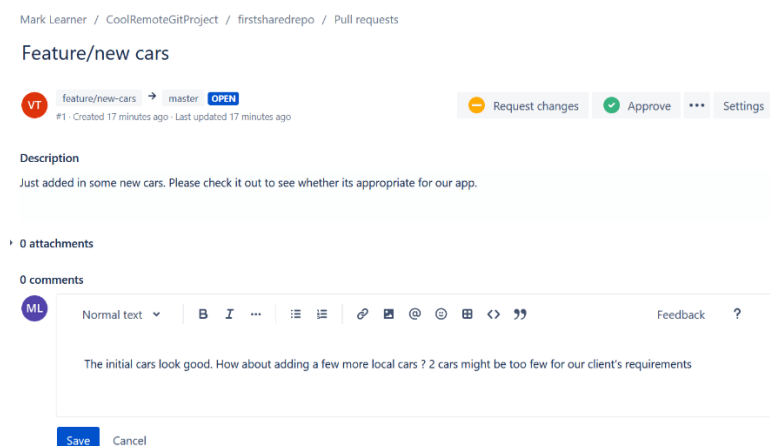 Mark Learner / CoolRemoteGitProject / firstsharedrepo / Pull requests
Feature/new cars
VT
feature/new-cars → master OPEN
#1 · Created 17 minutes ago · Last updated 17 minutes ago
Request changes Approve ••• Settings
Description
Just added in some new cars. Please check it out to see whether its appropriate for our app.
0 attachments
0 comments
ML
Normal text B I ••• @ <> ” Feedback ?
The initial cars look good. How about adding a few more local cars ? 2 cars might be too few for our client's requirements
Save Cancel